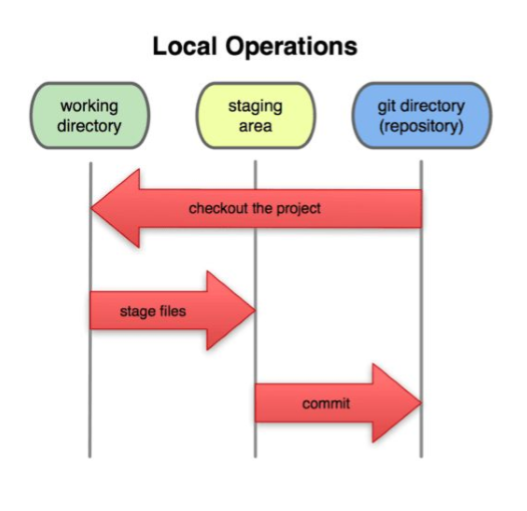 Local Operations
working
directory
staging
area
git directory
(repository)
checkout the project
stage files
commit